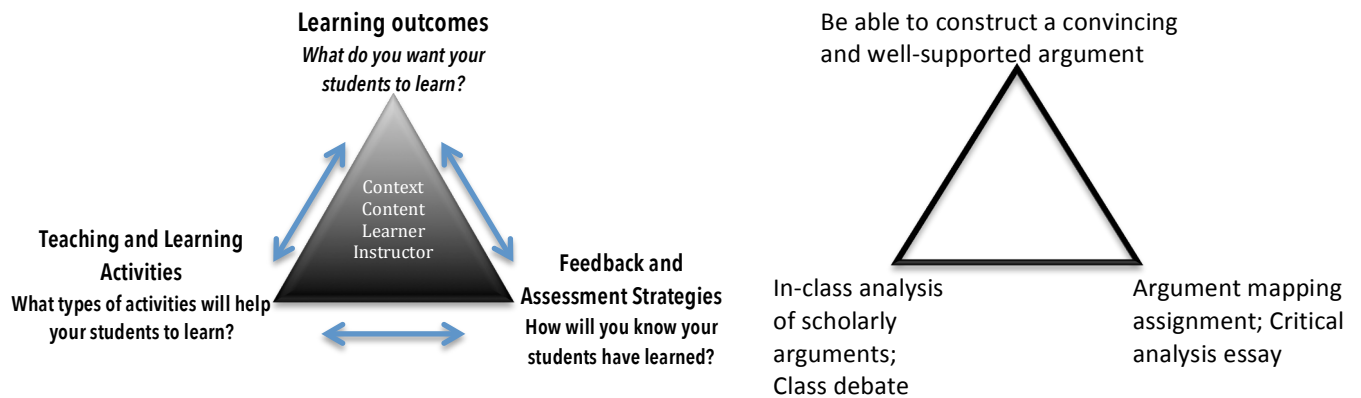 Learning outcomes
What do you want your
students to learn?
Context
Content
Learner
Instructor
Teaching and Learning
Activities
What types of activities will help
your students to learn?
Feedback and
Assessment Strategies
How will you know your
students have learned?
Be able to construct a convincing
and well-supported argument
In-class analysis
of scholarly
arguments;
Class debate
Argument mapping
assignment; Critical
analysis essay